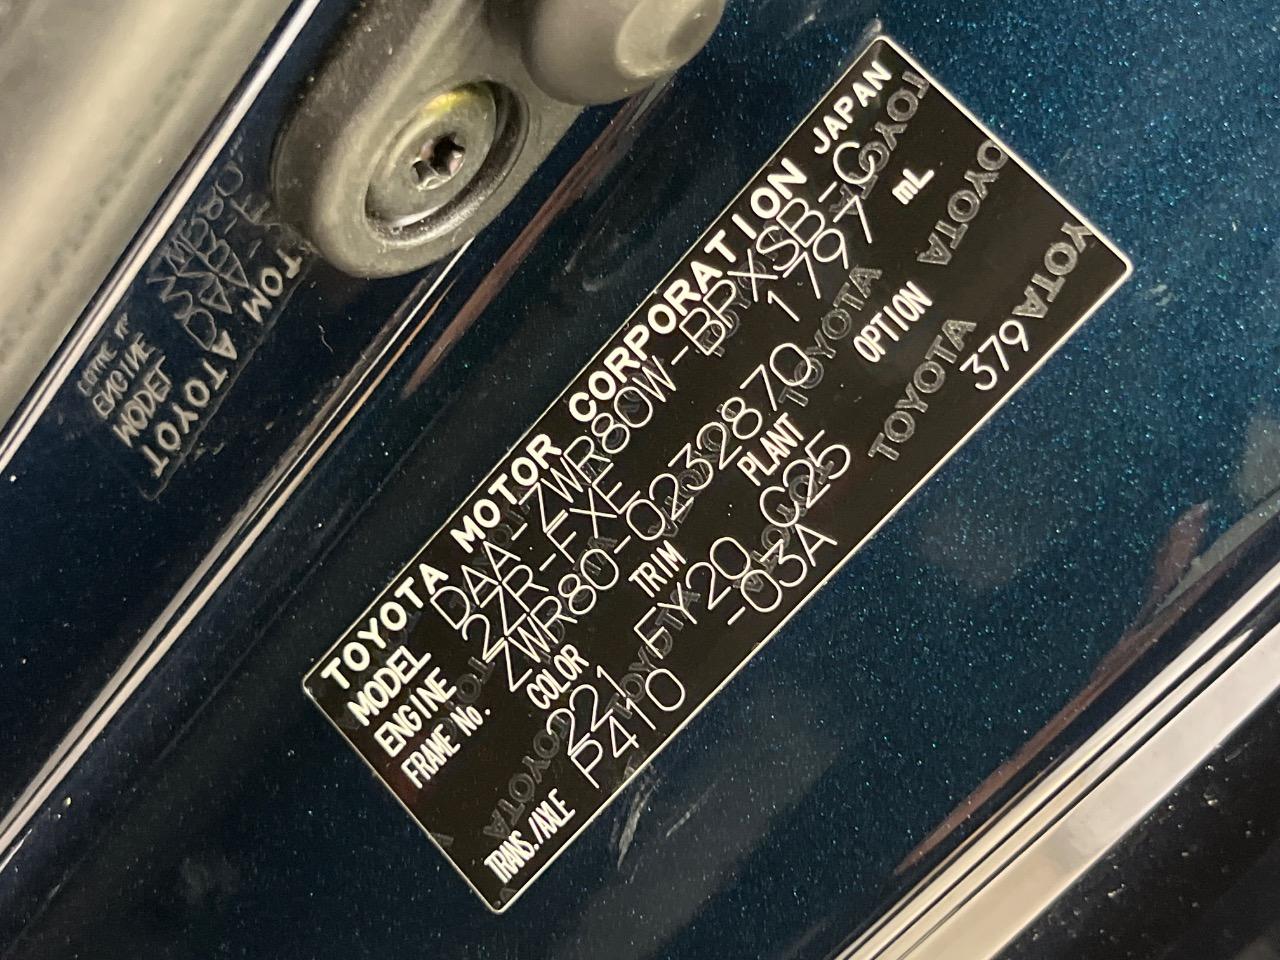 TOYOTA MOTOR CORPORATION JAPAN
MODEL DAA-ZWR80W-BPXSB-C
ENGINE 2ZR-FXE 1797 mL
FRAME No. ZWR80-0232870
COLOR TRIM PLANT OPTION
221 FY20 C25 379
TRANS./AXLE P410 -03A